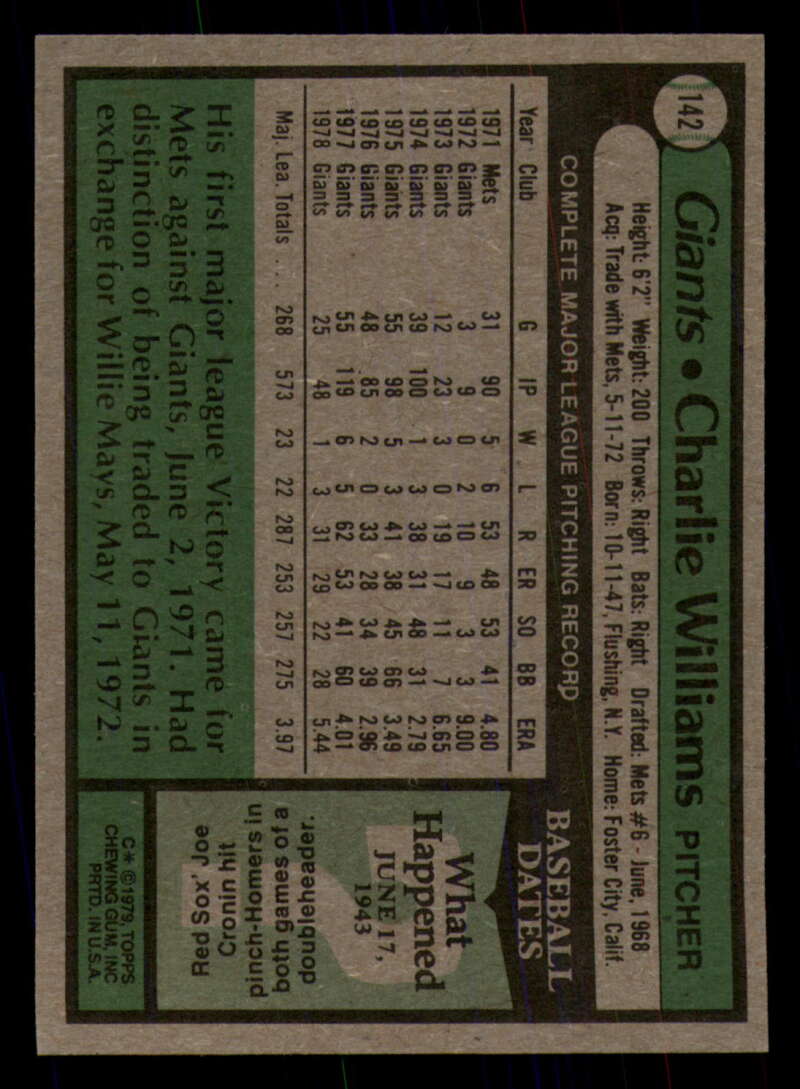 142
Giants • Charlie Williams PITCHER
Height: 6'2" Weight: 200 Throws: Right Bats: Right Drafted: Mets #6 - June, 1968
Acq: Trade with Mets, 5-11-72 Born: 10-11-47, Flushing, N.Y. Home: Foster City, Calif.
COMPLETE MAJOR LEAGUE PITCHING RECORD
Year Club G IP W L R ER SO BB ERA
1971 Mets 31 90 5 6 53 48 53 41 4.80
1972 Giants 3 9 0 2 10 9 3 3 9.00
1973 Giants 12 23 3 0 19 17 11 7 6.65
1974 Giants 39 100 1 3 38 31 48 31 2.79
1975 Giants 55 98 5 3 41 38 45 66 3.49
1976 Giants 48 85 2 0 33 28 34 39 2.96
1977 Giants 55 119 6 5 62 53 41 60 4.01
1978 Giants 25 48 1 3 31 29 22 28 5.44
Maj. Lea. Totals . . . 268 573 23 22 287 253 257 275 3.97
His first major league Victory came for
Mets against Giants, June 2, 1971. Had
distinction of being traded to Giants in
exchange for Willie Mays, May 11, 1972.
BASEBALL
DATES
What
Happened
JUNE 17,
1943
Red Sox' Joe
Cronin hit
pinch-Homers in
both games of a
doubleheader.
C* © 1979, TOPPS
CHEWING GUM, INC
PRTD. IN U.S.A.